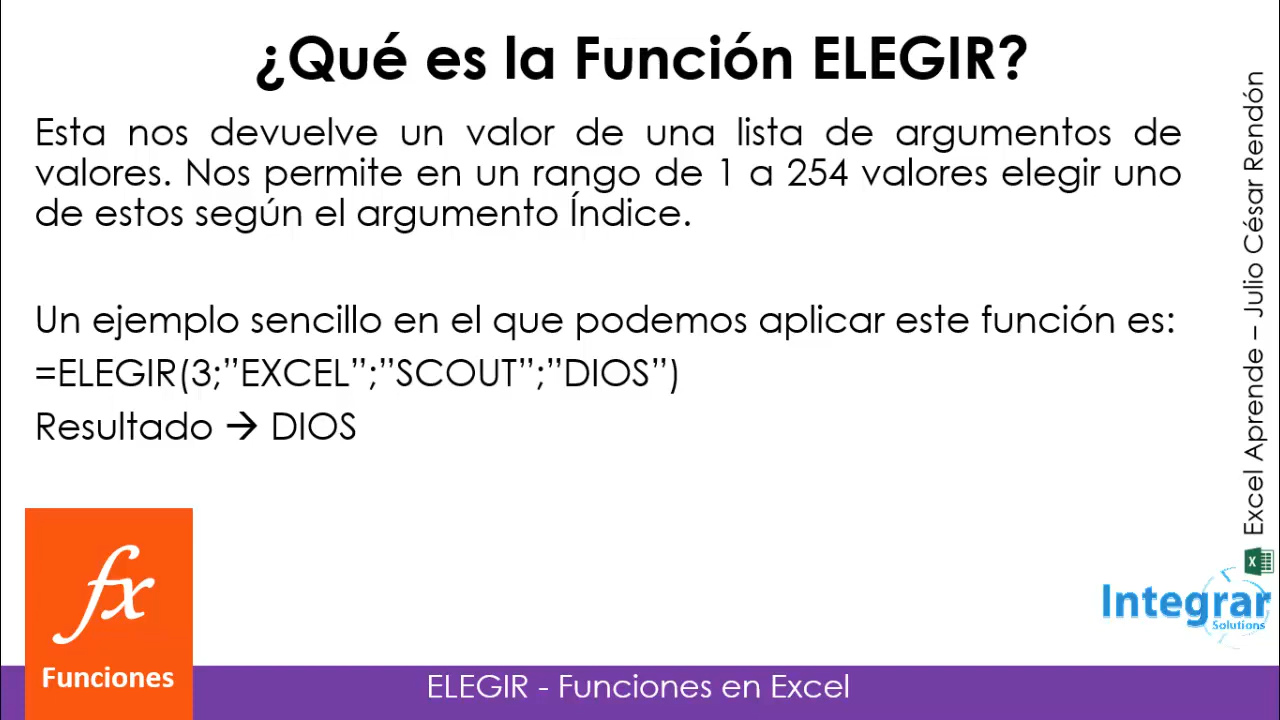 ¿Qué es la Función ELEGIR?
Esta nos devuelve un valor de una lista de argumentos de
valores. Nos permite en un rango de 1 a 254 valores elegir uno
de estos según el argumento Índice.
Un ejemplo sencillo en el que podemos aplicar este función es:
=ELEGIR(3;”EXCEL”;”SCOUT”;”DIOS”)
Resultado → DIOS
Excel Aprende – Julio César Rendón
X
Integrar
Solutions
fx
Funciones
ELEGIR - Funciones en Excel